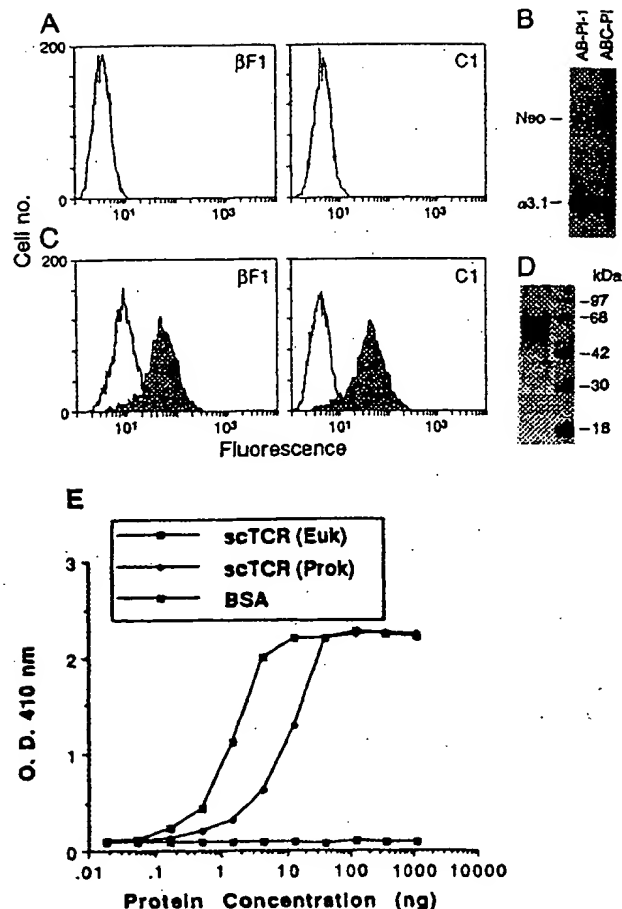 A
B
200
βF1
C1
AB-PI-1
ABC-PI
Neo
α3.1
0
10¹
10³
10¹
10³
Cell no.
C
D
200
βF1
C1
kDa
-97
-68
-42
-30
-18
0
10¹
10³
10¹
10³
Fluorescence
E
scTCR (Euk)
scTCR (Prok)
BSA
3
2
1
0
O. D. 410 nm
.01
.1
1
10
100
1000
10000
Protein Concentration (ng)